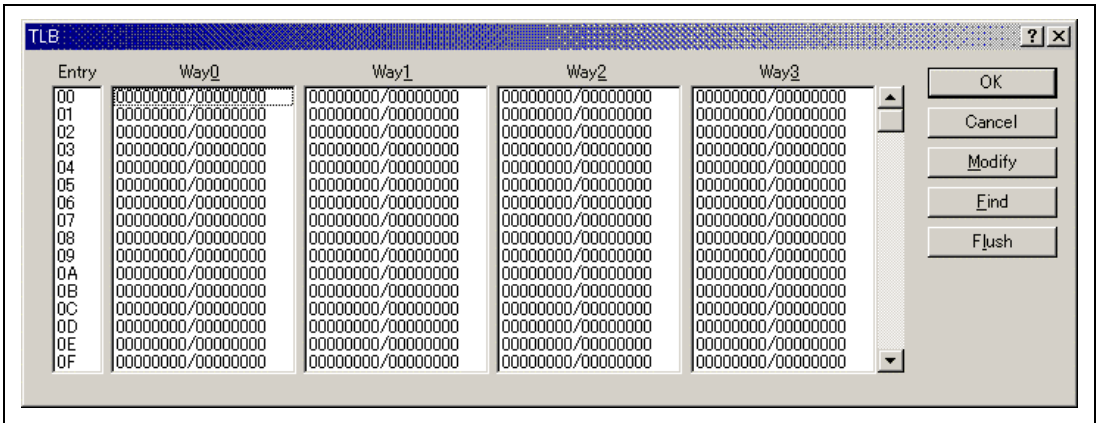 TLB
Entry Way0 Way1 Way2 Way3
00 00000000/00000000 00000000/00000000 00000000/00000000 00000000/00000000
01 00000000/00000000 00000000/00000000 00000000/00000000 00000000/00000000
02 00000000/00000000 00000000/00000000 00000000/00000000 00000000/00000000
03 00000000/00000000 00000000/00000000 00000000/00000000 00000000/00000000
04 00000000/00000000 00000000/00000000 00000000/00000000 00000000/00000000
05 00000000/00000000 00000000/00000000 00000000/00000000 00000000/00000000
06 00000000/00000000 00000000/00000000 00000000/00000000 00000000/00000000
07 00000000/00000000 00000000/00000000 00000000/00000000 00000000/00000000
08 00000000/00000000 00000000/00000000 00000000/00000000 00000000/00000000
09 00000000/00000000 00000000/00000000 00000000/00000000 00000000/00000000
0A 00000000/00000000 00000000/00000000 00000000/00000000 00000000/00000000
0B 00000000/00000000 00000000/00000000 00000000/00000000 00000000/00000000
0C 00000000/00000000 00000000/00000000 00000000/00000000 00000000/00000000
0D 00000000/00000000 00000000/00000000 00000000/00000000 00000000/00000000
0E 00000000/00000000 00000000/00000000 00000000/00000000 00000000/00000000
0F 00000000/00000000 00000000/00000000 00000000/00000000 00000000/00000000
OK
Cancel
Modify
Find
Flush